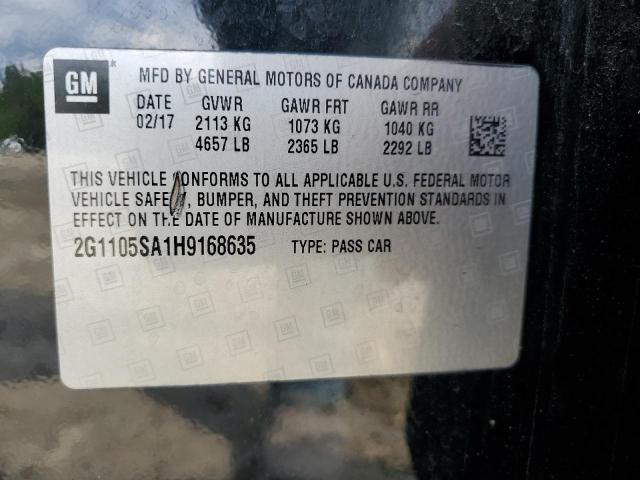 GM
MFD BY GENERAL MOTORS OF CANADA COMPANY
DATE GVWR GAWR FRT GAWR RR
02/17 2113 KG 1073 KG 1040 KG
4657 LB 2365 LB 2292 LB
THIS VEHICLE CONFORMS TO ALL APPLICABLE U.S. FEDERAL MOTOR
VEHICLE , BUMPER, AND THEFT PREVENTION STANDARDS IN
EFFECT ON THE DATE OF MANUFACTURE SHOWN ABOVE.
2G1105SA1H9168635 TYPE: PASS CAR